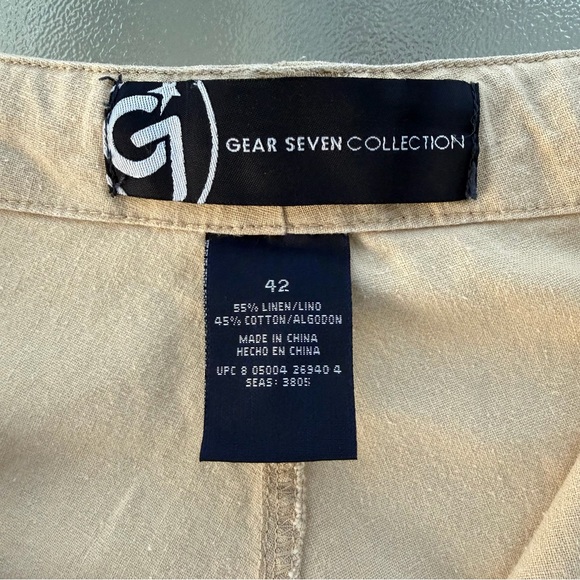 G7
GEAR SEVEN COLLECTION
42
55% LINEN/LINO
45% COTTON/ALGODON
MADE IN CHINA
HECHO EN CHINA
UPC 8 05004 26940 4
SEAS: 3805